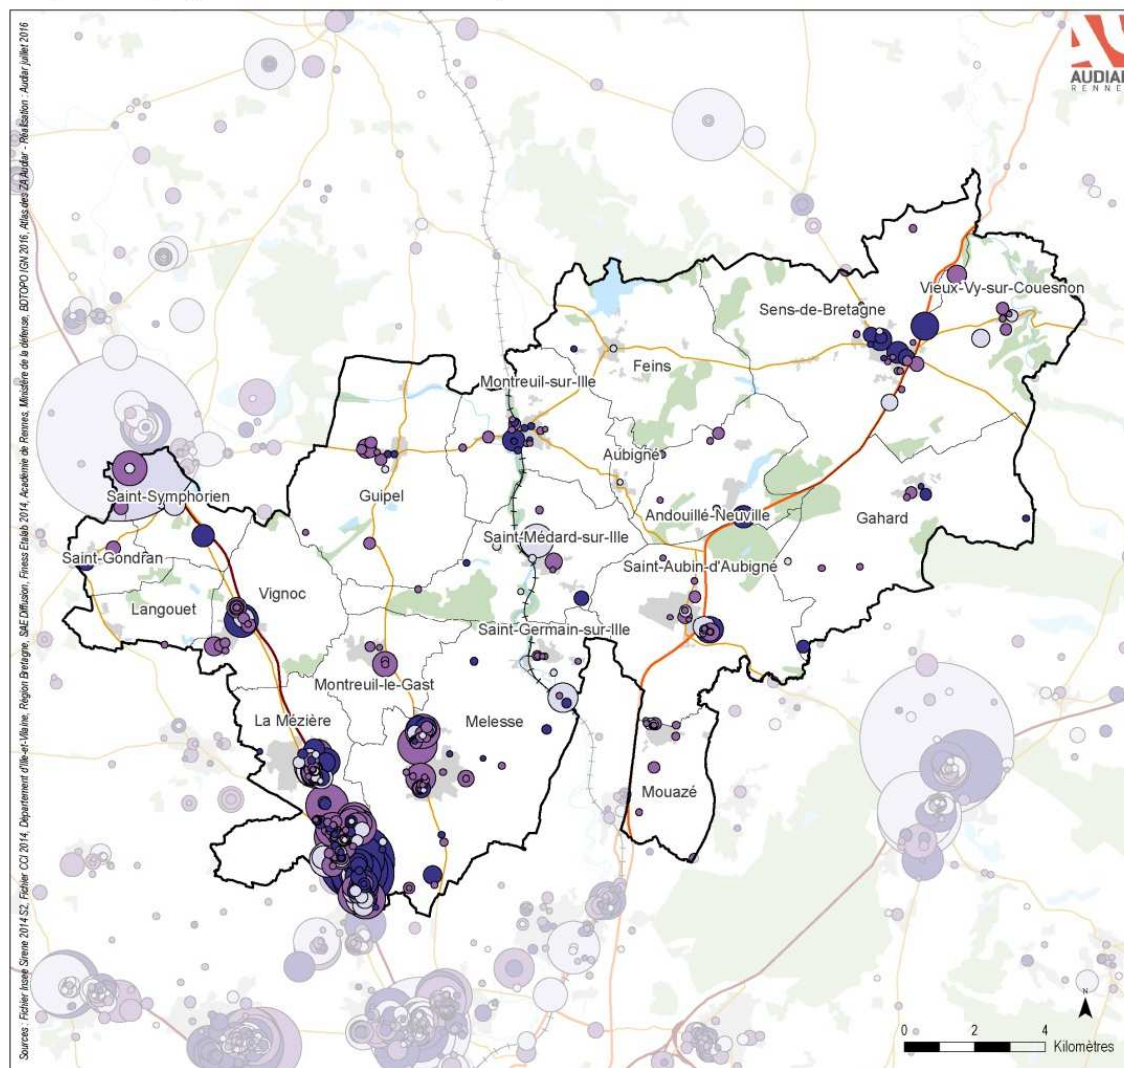 AUDIAR
RENNES
Sources : Fichier Insee Sirene 2014 S2, Fichier CCI 2014, Département d'Ille-et-Vilaine, Région Bretagne, SAE Diffusion, Finess Etalab 2014, Académie de Rennes, Ministère de la défense, BDTOPO IGN 2016, Atlas des ZA Audiar - Réalisation : Audiar juillet 2016
Vieux-Vy-sur-Couesnon
Sens-de-Bretagne
Feins
Montreuil-sur-Ille
Aubigné
Guipel
Saint-Symphorien
Andouillé-Neuville
Gahard
Saint-Médard-sur-Ille
Saint-Gondran
Saint-Aubin-d'Aubigné
Vignoc
Langouet
Saint-Germain-sur-Ille
Montreuil-le-Gast
La Mézière
Melesse
Mouazé
N
0 2 4
Kilomètres